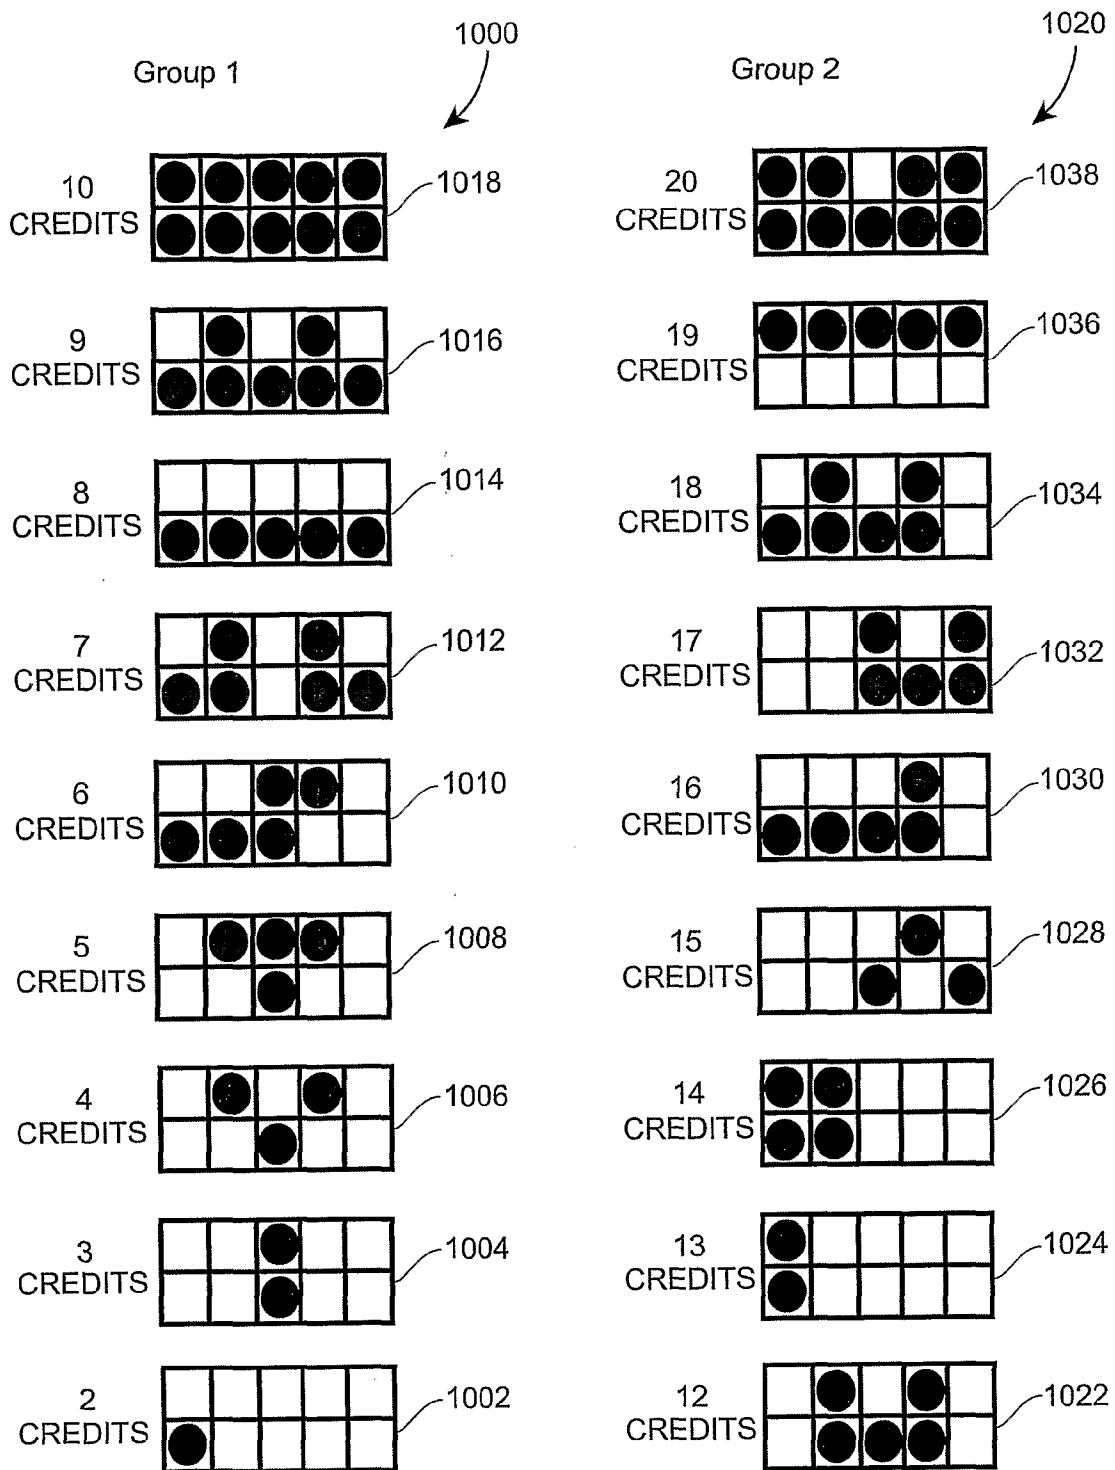 1000
Group 1
10
CREDITS
1018
9
CREDITS
1016
8
CREDITS
1014
7
CREDITS
1012
6
CREDITS
1010
5
CREDITS
1008
4
CREDITS
1006
3
CREDITS
1004
2
CREDITS
1002
1020
Group 2
20
CREDITS
1038
19
CREDITS
1036
18
CREDITS
1034
17
CREDITS
1032
16
CREDITS
1030
15
CREDITS
1028
14
CREDITS
1026
13
CREDITS
1024
12
CREDITS
1022